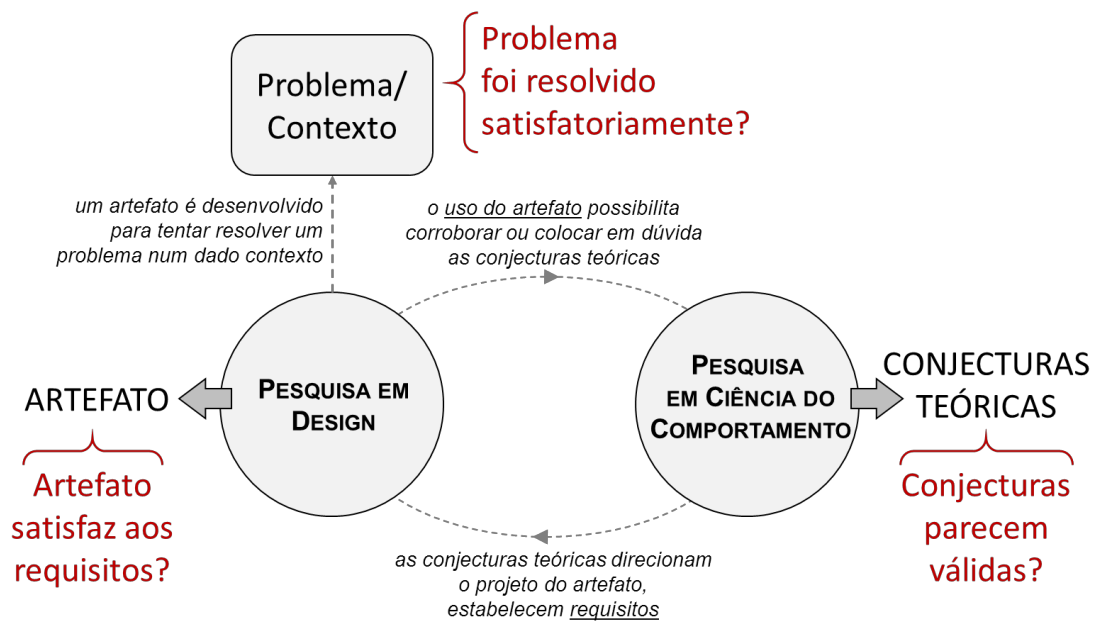 Problema/
Contexto
Problema
foi resolvido
satisfatoriamente?
um artefato é desenvolvido
para tentar resolver um
problema num dado contexto
o uso do artefato possibilita
corroborar ou colocar em dúvida
as conjecturas teóricas
ARTEFATO
PESQUISA EM
DESIGN
PESQUISA
EM CIÊNCIA DO
COMPORTAMENTO
CONJECTURAS
TEÓRICAS
Artefato
satisfaz aos
requisitos?
Conjecturas
parecem
válidas?
as conjecturas teóricas direcionam
o projeto do artefato,
estabelecem requisitos